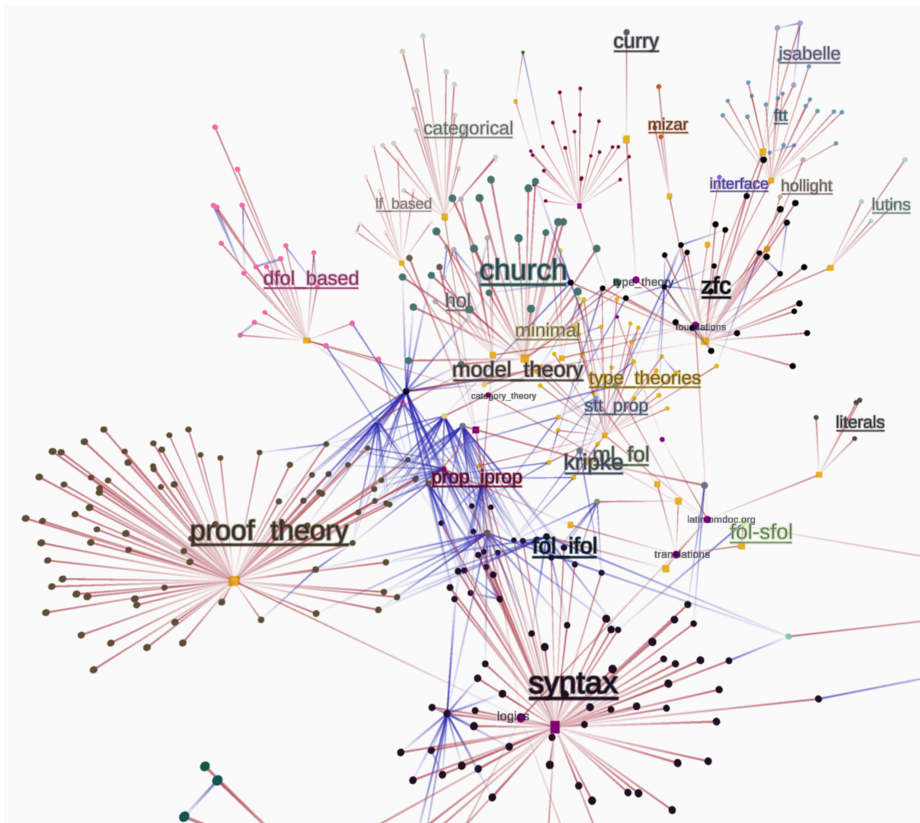 curry
jsabelle
ftt
mizar
categorical
interface
hollight
lf_based
lutins
dfol_based
church
type_theory
zfc
hol
foundations
minimal
model_theory
type_theories
category_theory
stt_prop
literals
ml_fol
kripke
prop_iprop
latin.omdoc.org
proof_theory
fol-sfol
fol_ifol
translations
syntax
logics